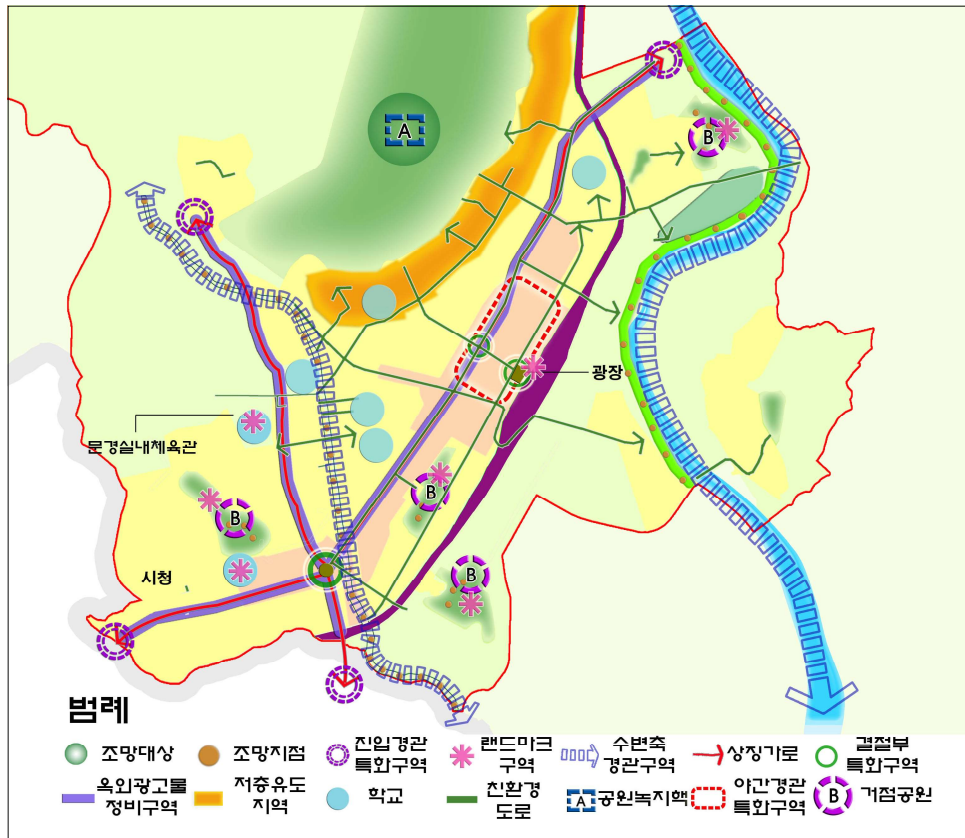 A
B
광장
문경실내체육관
B
B
시청
B
범례
조망대상
조망지점
진입경관
특화구역
랜드마크
구역
수변축
경관구역
상징가로
결절부
특화구역
옥외광고물
정비구역
저층유도
지역
학교
친환경
도로
A 공원녹지핵
야간경관
특화구역
B 거점공원